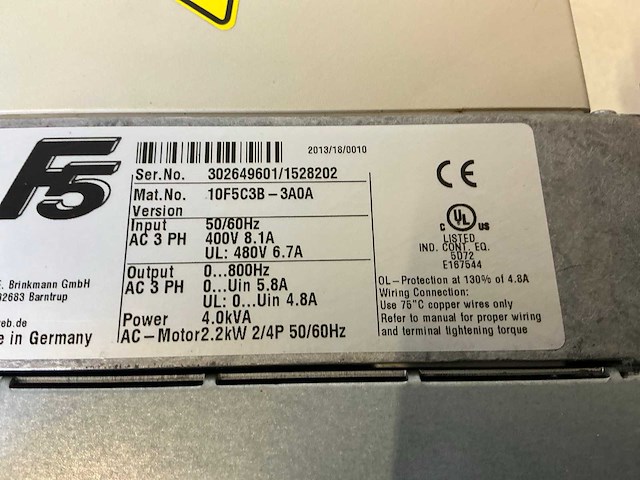 F5
2013/18/0010
Ser.No. 302649601/1528202
Mat.No. 10F5C3B-3A0A
Version
Input 50/60Hz
AC 3 PH 400V 8.1A
UL: 480V 6.7A
Output 0...800Hz
AC 3 PH 0...Uin 5.8A
UL: 0...Uin 4.8A
Power 4.0kVA
AC-Motor 2.2kW 2/4P 50/60Hz
E. Brinkmann GmbH
32683 Barntrup
eb.de
e in Germany
CE
C UL US
LISTED
IND. CONT. EQ.
5D72
E167544
OL-Protection at 130% of 4.8A
Wiring Connection:
Use 75°C copper wires only
Refer to manual for proper wiring
and terminal tightening torque